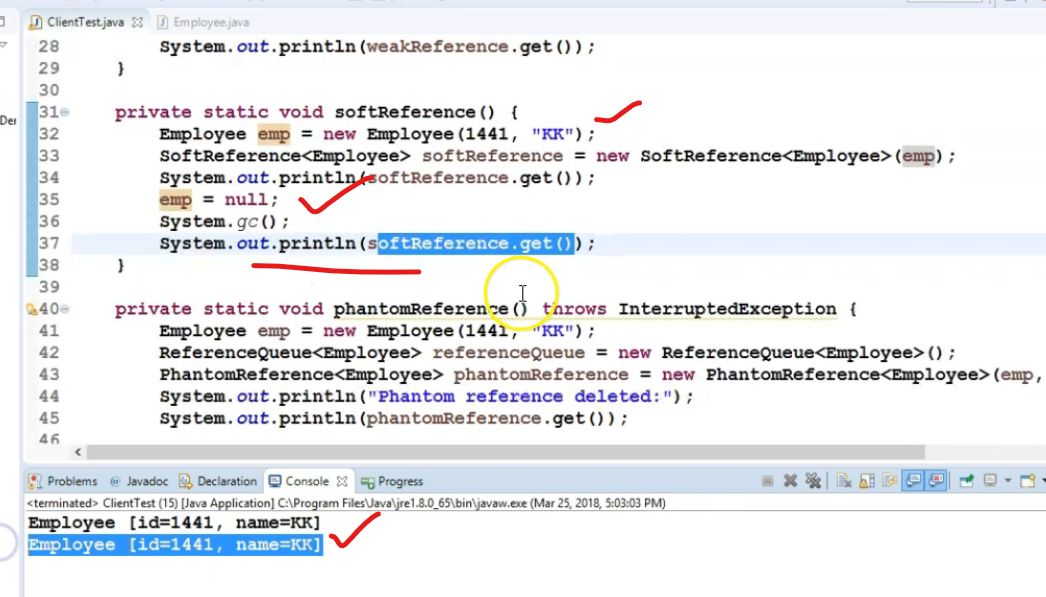 ClientTest.java Employee.java
28 System.out.println(weakReference.get());
29 }
30
31 private static void softReference() {
32 Employee emp = new Employee(1441, "KK");
33 SoftReference<Employee> softReference = new SoftReference<Employee>(emp);
34 System.out.println(softReference.get());
35 emp = null;
36 System.gc();
37 System.out.println(softReference.get());
38 }
39
40 private static void phantomReference() throws InterruptedException {
41 Employee emp = new Employee(1441, "KK");
42 ReferenceQueue<Employee> referenceQueue = new ReferenceQueue<Employee>();
43 PhantomReference<Employee> phantomReference = new PhantomReference<Employee>(emp,
44 System.out.println("Phantom reference deleted:");
45 System.out.println(phantomReference.get());
46
Problems @ Javadoc Declaration Console Progress
<terminated> ClientTest (15) [Java Application] C:\Program Files\Java\jre1.8.0_65\bin\javaw.exe (Mar 25, 2018, 5:03:03 PM)
Employee [id=1441, name=KK]
Employee [id=1441, name=KK]